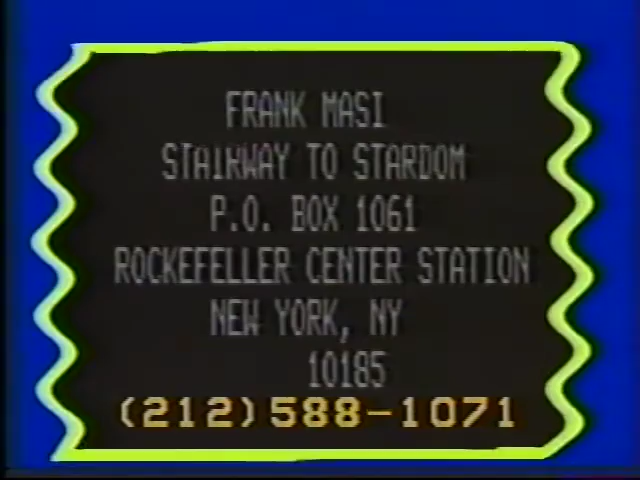 FRANK MASI
STAIRWAY TO STARDOM
P.O. BOX 1061
ROCKEFELLER CENTER STATION
NEW YORK, NY
10185
(212)588-1071